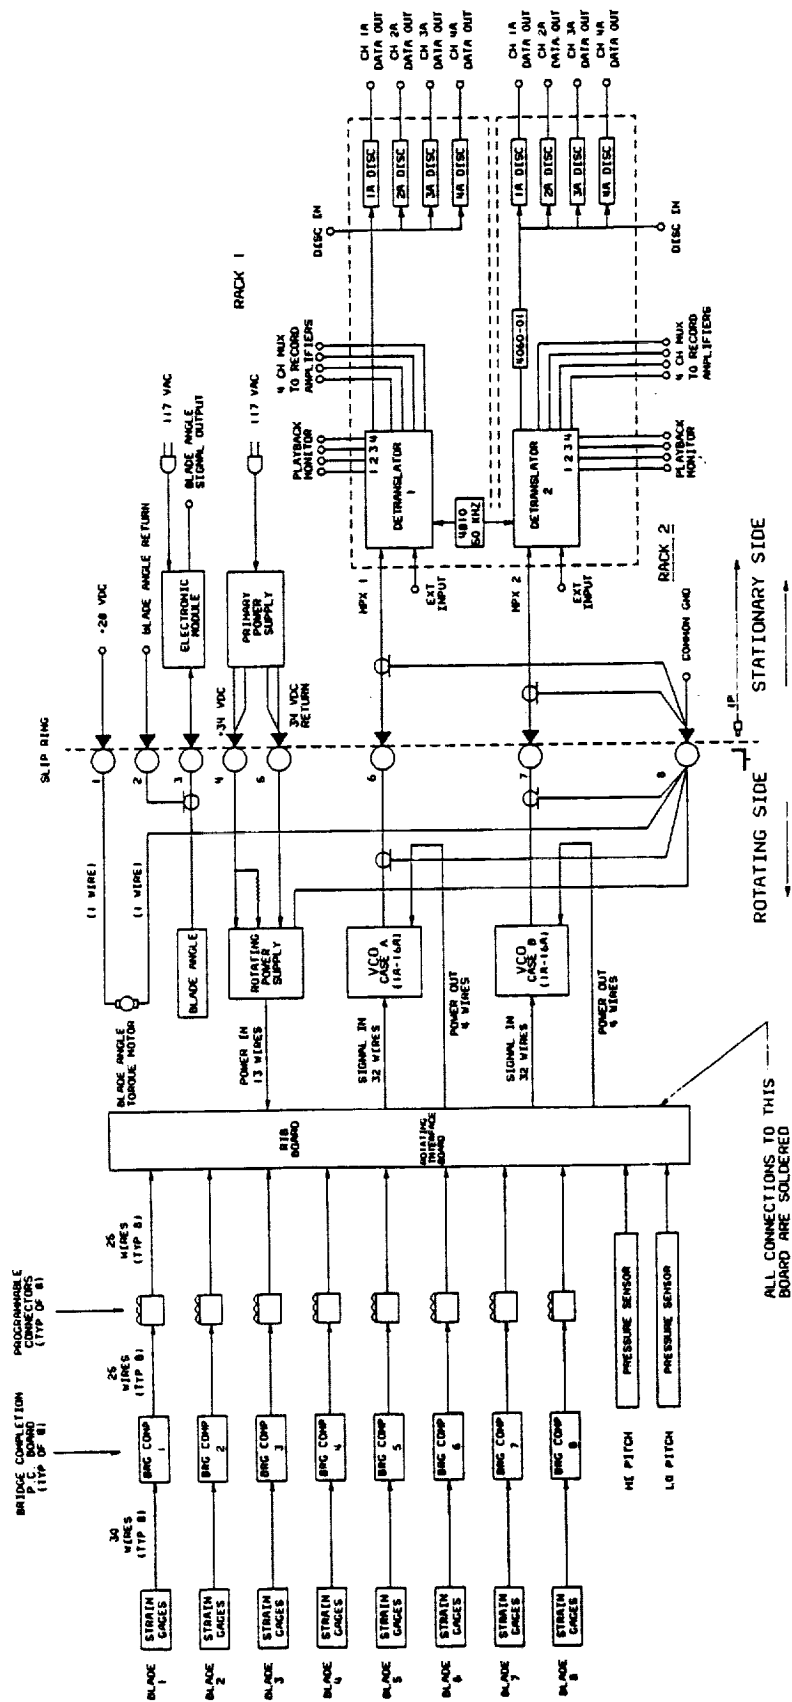 BLADE
1
BLADE
2
BLADE
3
BLADE
4
BLADE
5
BLADE
6
BLADE
7
BLADE
8
STRAIN
GAGES
STRAIN
GAGES
STRAIN
GAGES
STRAIN
GAGES
STRAIN
GAGES
STRAIN
GAGES
STRAIN
GAGES
STRAIN
GAGES
30
WIRES
(TYP 8)
BRIDGE COMPLETION
P.C. BOARD
(TYP OF 8)
BRG COMP
1
BRG COMP
2
BRG COMP
3
BRG COMP
4
BRG COMP
5
BRG COMP
6
BRG COMP
7
BRG COMP
8
HI PITCH
LO PITCH
26
WIRES
(TYP 8)
PROGRAMMABLE
CONNECTORS
(TYP OF 8)
PRESSURE SENSOR
PRESSURE SENSOR
26
WIRES
(TYP 8)
RIB
BOARD
ROTATING
INTERFACE
BOARD
ALL CONNECTIONS TO THIS
BOARD ARE SOLDERED
BLADE ANGLE
TORQUE MOTOR
POWER IN
13 WIRES
SIGNAL IN
32 WIRES
POWER OUT
4 WIRES
SIGNAL IN
32 WIRES
POWER OUT
4 WIRES
BLADE ANGLE
ROTATING
POWER
SUPPLY
VCO
CASE A
(1A-16A)
VCO
CASE B
(1A-16A)
(1 WIRE)
(1 WIRE)
ROTATING SIDE
SLIP RING
1
2
3
4
5
6
7
8
1P
STATIONARY SIDE
+28 VDC
BLADE ANGLE RETURN
ELECTRONIC
MODULE
BLADE ANGLE
SIGNAL OUTPUT
117 VAC
+34 VDC
34 VDC
RETURN
PRIMARY
POWER
SUPPLY
117 VAC
COMMON GND
RACK 1
RACK 2
MPX 1
EXT
INPUT
MPX 2
EXT
INPUT
DETRANSLATOR
1
1 2 3 4
4810
60 KHZ
DETRANSLATOR
2
1 2 3 4
PLAYBACK
MONITOR
4 CH MUX
TO RECORD
AMPLIFIERS
PLAYBACK
MONITOR
4 CH MUX
TO RECORD
AMPLIFIERS
4060-01
DISC IN
DISC IN
1A DISC
2A DISC
3A DISC
4A DISC
1A DISC
2A DISC
3A DISC
4A DISC
CH 1A
DATA OUT
CH 2A
DATA OUT
CH 3A
DATA OUT
CH 4A
DATA OUT
CH 1A
DATA OUT
CH 2A
DATA OUT
CH 3A
DATA OUT
CH 4A
DATA OUT